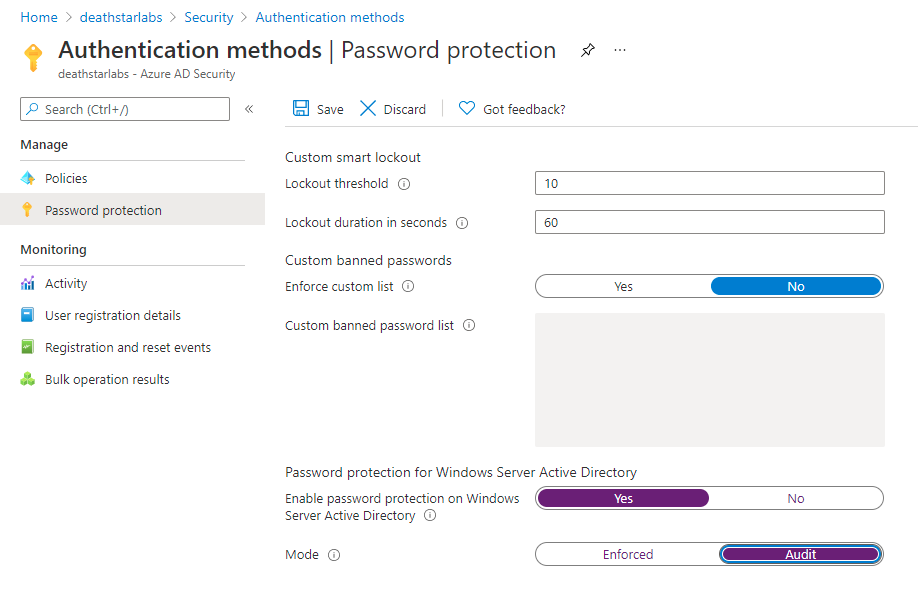 Home > deathstarlabs > Security > Authentication methods
Authentication methods | Password protection
deathstarlabs - Azure AD Security
Search (Ctrl+/)
Save
Discard
Got feedback?
Manage
Policies
Password protection
Monitoring
Activity
User registration details
Registration and reset events
Bulk operation results
Custom smart lockout
Lockout threshold
10
Lockout duration in seconds
60
Custom banned passwords
Enforce custom list
Yes No
Custom banned password list
Password protection for Windows Server Active Directory
Enable password protection on Windows
Server Active Directory
Yes No
Mode
Enforced Audit